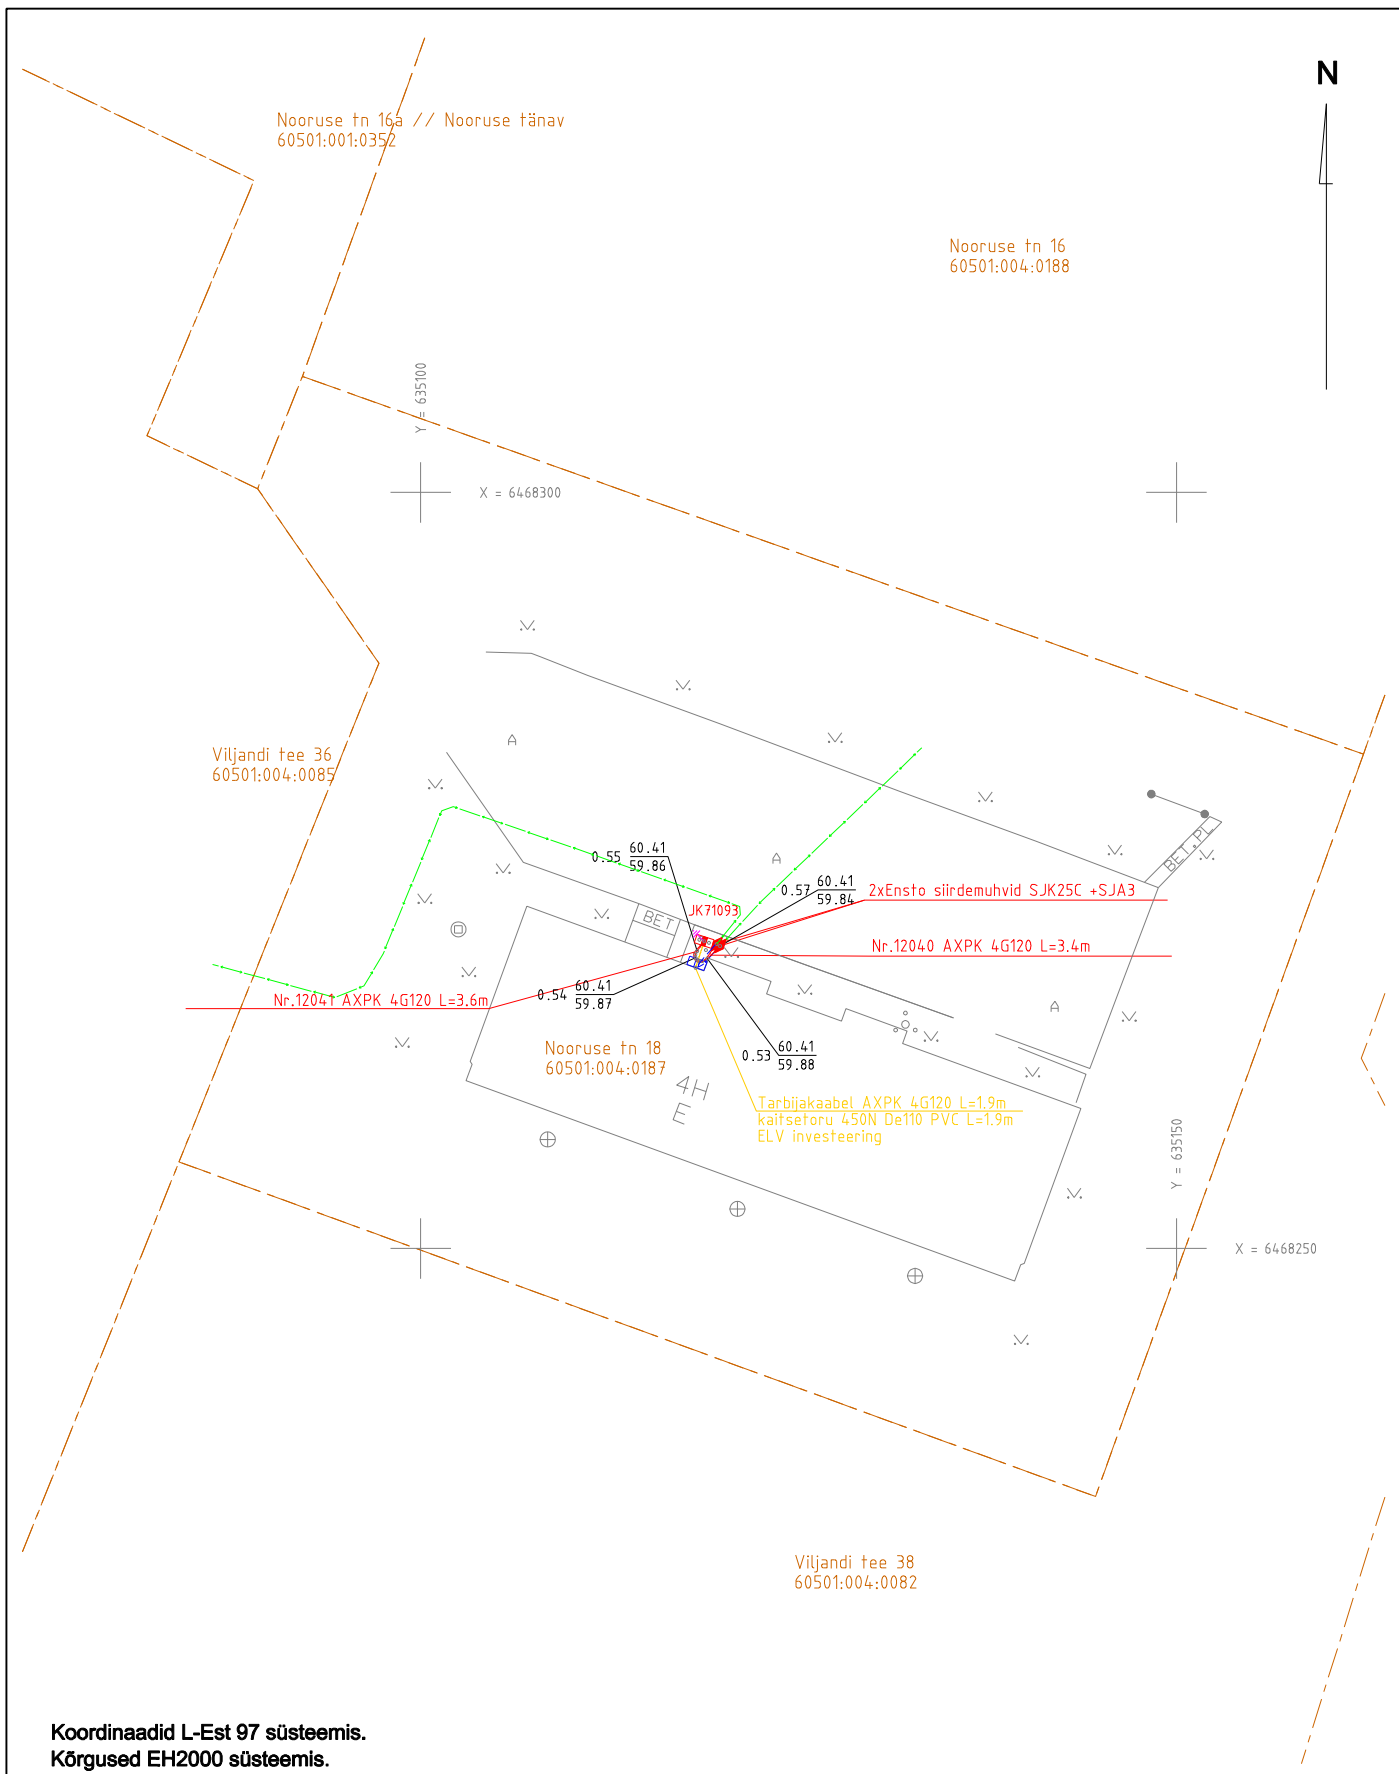 N
Nooruse tn 16a // Nooruse tänav
60501:001:0352
Nooruse tn 16
60501:004:0188
Y = 635100
X = 6468300
Viljandi tee 36
60501:004:0085
A
A
A
BET.PL
0.55 60.41
59.86
0.57 60.41
59.84
2xEnsto siirdemuhvid SJK25C +SJA3
JK71093
BET
Nr.12040 AXPK 4G120 L=3.4m
Nr.12041 AXPK 4G120 L=3.6m
0.54 60.41
59.87
0.53 60.41
59.88
Nooruse tn 18
60501:004:0187
4H
E
Tarbijakaabel AXPK 4G120 L=1.9m
kaitsetoru 450N De110 PVC L=1.9m
ELV investeering
Y = 635150
X = 6468250
Viljandi tee 38
60501:004:0082
Koordinaadid L-Est 97 süsteemis.
Kõrgused EH2000 süsteemis.